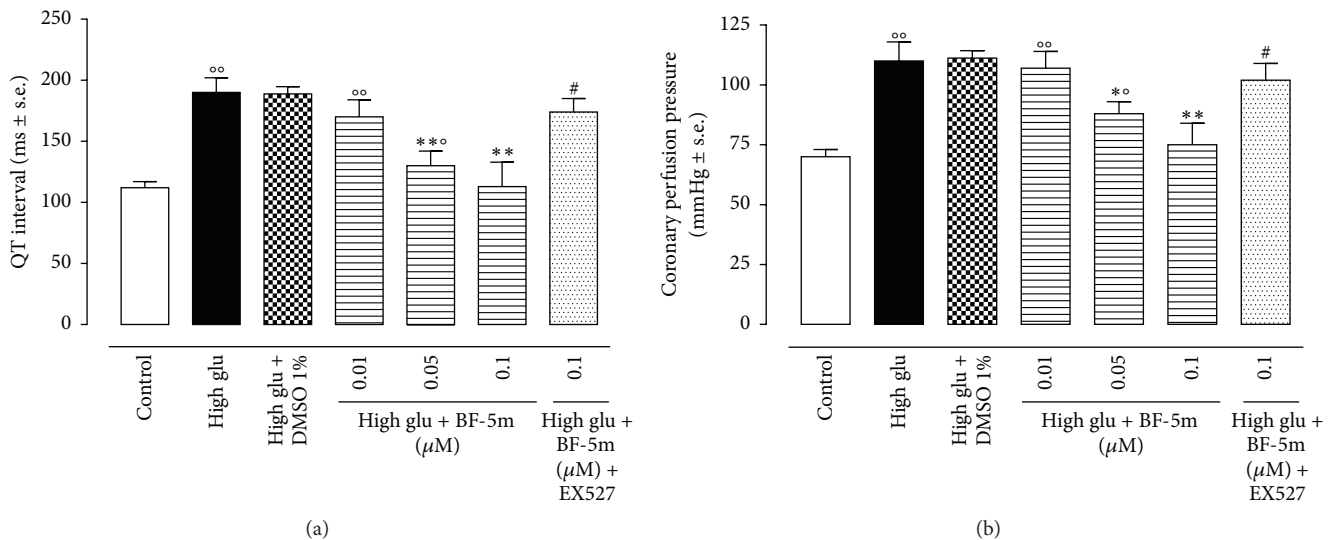 QT interval (ms ± s.e.)
250
200
150
100
50
0
°°
°°
**°
**
#
Control
High glu
High glu +
DMSO 1%
0.01
0.05
0.1
0.1
High glu + BF-5m
(μM)
High glu +
BF-5m
(μM) +
EX527
(a)
Coronary perfusion pressure
(mmHg ± s.e.)
125
100
75
50
25
0
°°
°°
*°
**
#
Control
High glu
High glu +
DMSO 1%
0.01
0.05
0.1
0.1
High glu + BF-5m
(μM)
High glu +
BF-5m
(μM) +
EX527
(b)